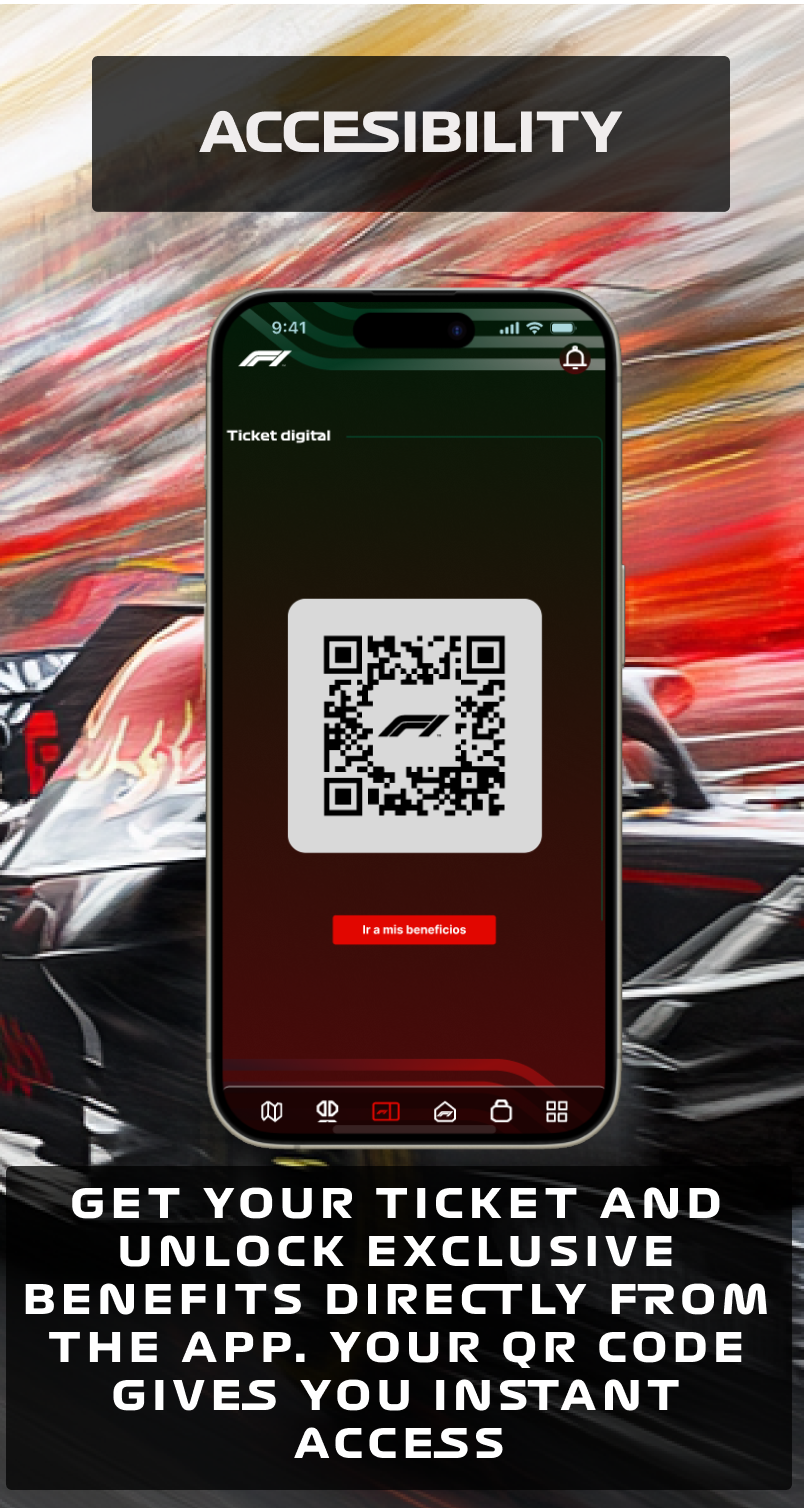 ACCESIBILITY
9:41
F1
Ticket digital
F1
Ir a mis beneficios
GET YOUR TICKET AND
UNLOCK EXCLUSIVE
BENEFITS DIRECTLY FROM
THE APP. YOUR QR CODE
GIVES YOU INSTANT
ACCESS